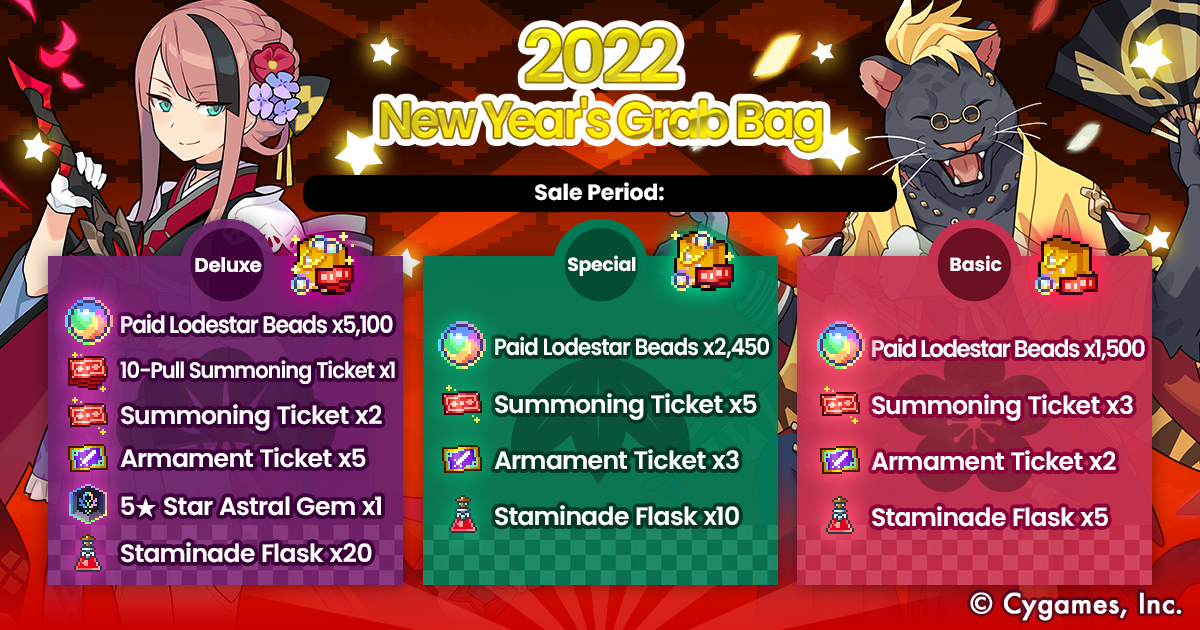 2022
New Year's Grab Bag
Sale Period:
Deluxe
Paid Lodestar Beads x5,100
10-Pull Summoning Ticket x1
Summoning Ticket x2
Armament Ticket x5
5★ Star Astral Gem x1
Staminade Flask x20
Special
Paid Lodestar Beads x2,450
Summoning Ticket x5
Armament Ticket x3
Staminade Flask x10
Basic
Paid Lodestar Beads x1,500
Summoning Ticket x3
Armament Ticket x2
Staminade Flask x5
© Cygames, Inc.